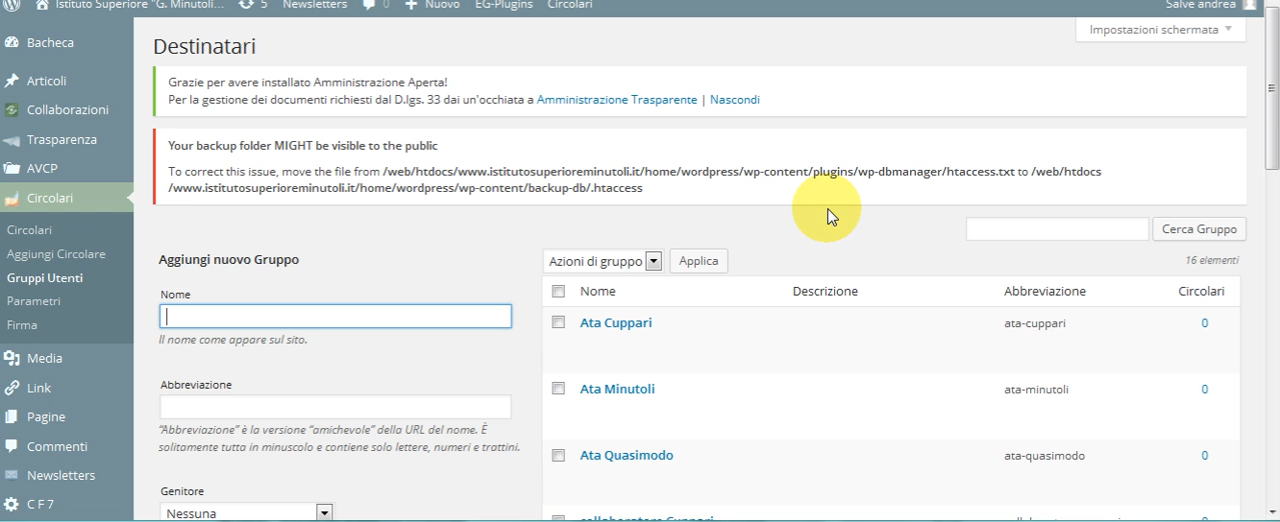 Istituto Superiore "G. Minutoli... 5 Newsletters 0 Nuovo EG-Plugins Circolari Salve andrea
Impostazioni schermata
Bacheca
Articoli
Collaborazioni
Trasparenza
AVCP
Circolari
Circolari
Aggiungi Circolare
Gruppi Utenti
Parametri
Firma
Media
Link
Pagine
Commenti
Newsletters
C F 7
Destinatari
Grazie per avere installato Amministrazione Aperta!
Per la gestione dei documenti richiesti dal D.lgs. 33 dai un'occhiata a Amministrazione Trasparente | Nascondi
Your backup folder MIGHT be visible to the public
To correct this issue, move the file from /web/htdocs/www.istitutosuperioreminutoli.it/home/wordpress/wp-content/plugins/wp-dbmanager/htaccess.txt to /web/htdocs
/www.istitutosuperioreminutoli.it/home/wordpress/wp-content/backup-db/.htaccess
Cerca Gruppo
Aggiungi nuovo Gruppo
Nome
Il nome come appare sul sito.
Abbreviazione
“Abbreviazione” è la versione “amichevole” della URL del nome. È
solitamente tutta in minuscolo e contiene solo lettere, numeri e trattini.
Genitore
Nessuna
Azioni di gruppo Applica 16 elementi
Nome Descrizione Abbreviazione Circolari
Ata Cuppari ata-cuppari 0
Ata Minutoli ata-minutoli 0
Ata Quasimodo ata-quasimodo 0